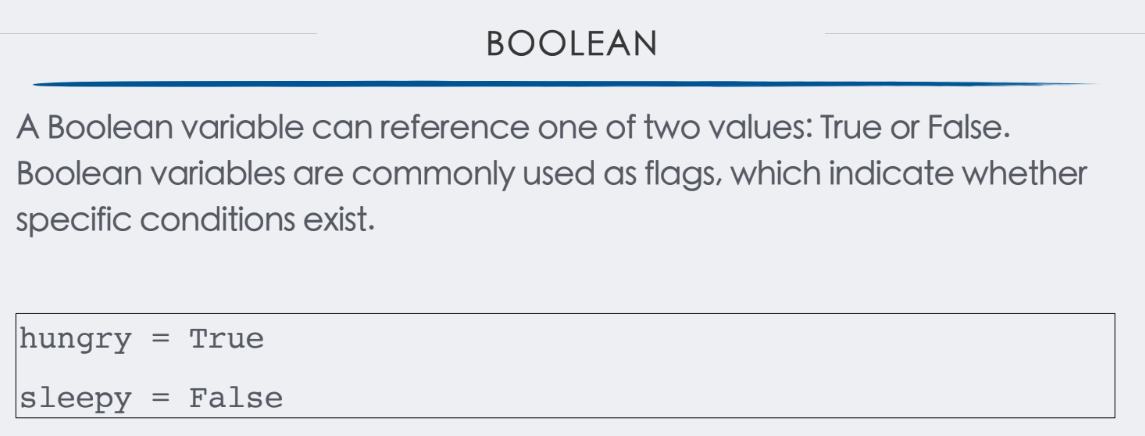 BOOLEAN
A Boolean variable can reference one of two values: True or False.
Boolean variables are commonly used as flags, which indicate whether
specific conditions exist.
hungry = True
sleepy = False